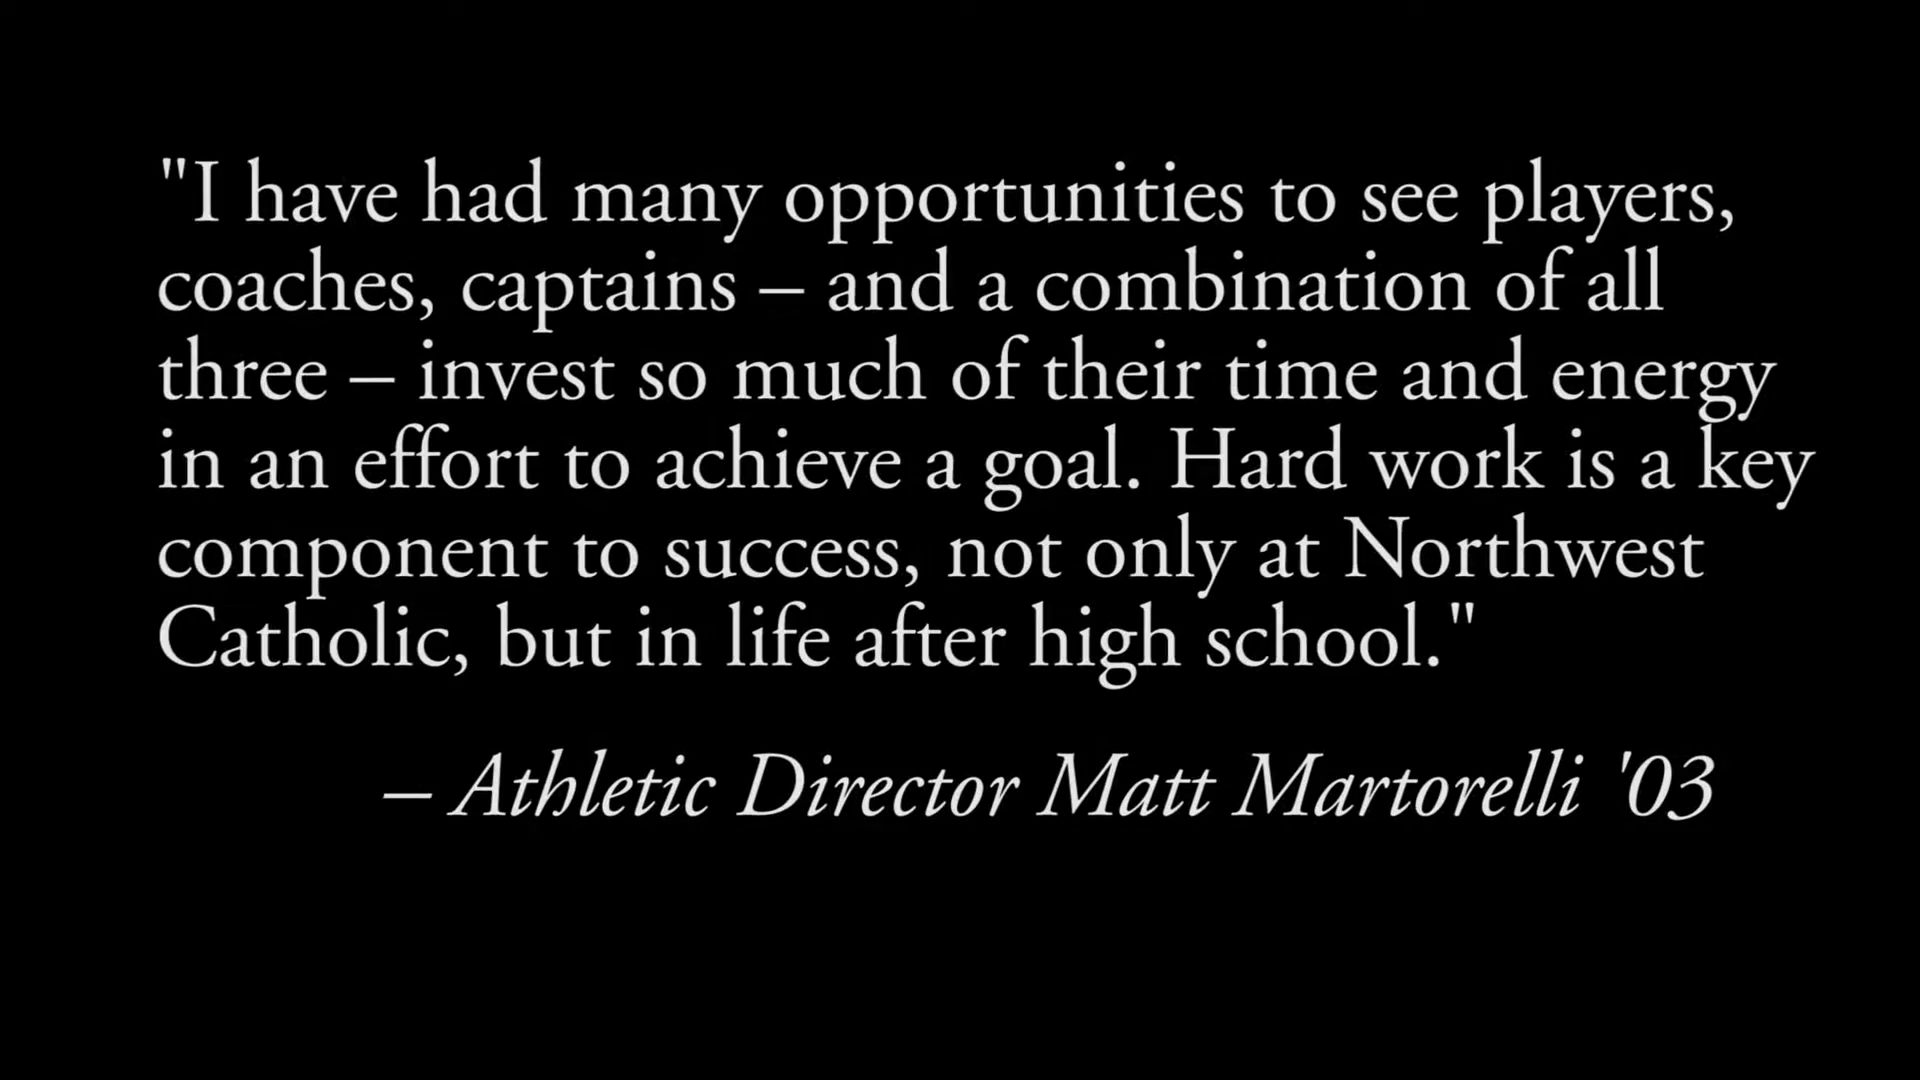 "I have had many opportunities to see players,
coaches, captains – and a combination of all
three – invest so much of their time and energy
in an effort to achieve a goal. Hard work is a key
component to success, not only at Northwest
Catholic, but in life after high school."
– Athletic Director Matt Martorelli '03